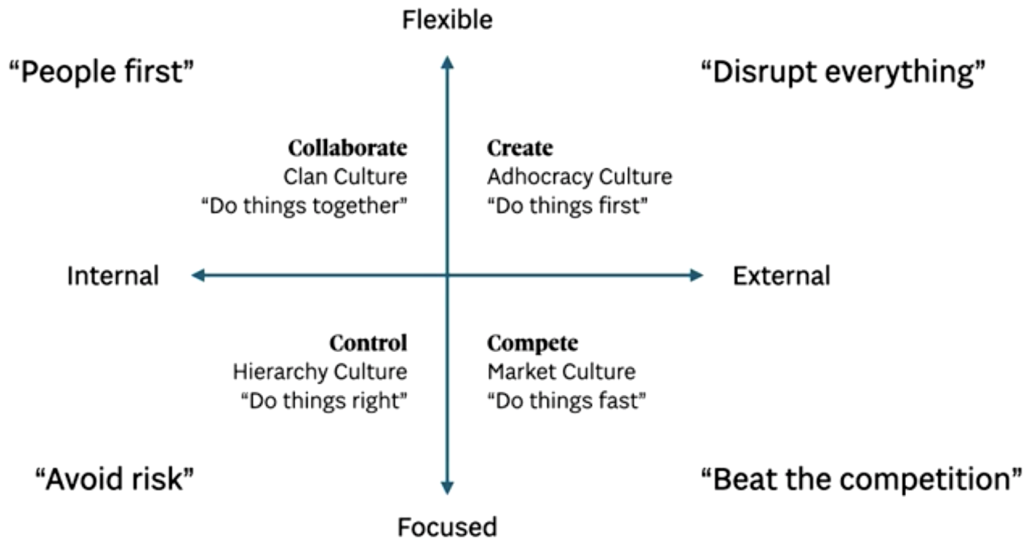 Flexible
“People first”
“Disrupt everything”
Collaborate
Clan Culture
“Do things together”
Create
Adhocracy Culture
“Do things first”
Internal
External
Control
Hierarchy Culture
“Do things right”
Compete
Market Culture
“Do things fast”
“Avoid risk”
“Beat the competition”
Focused